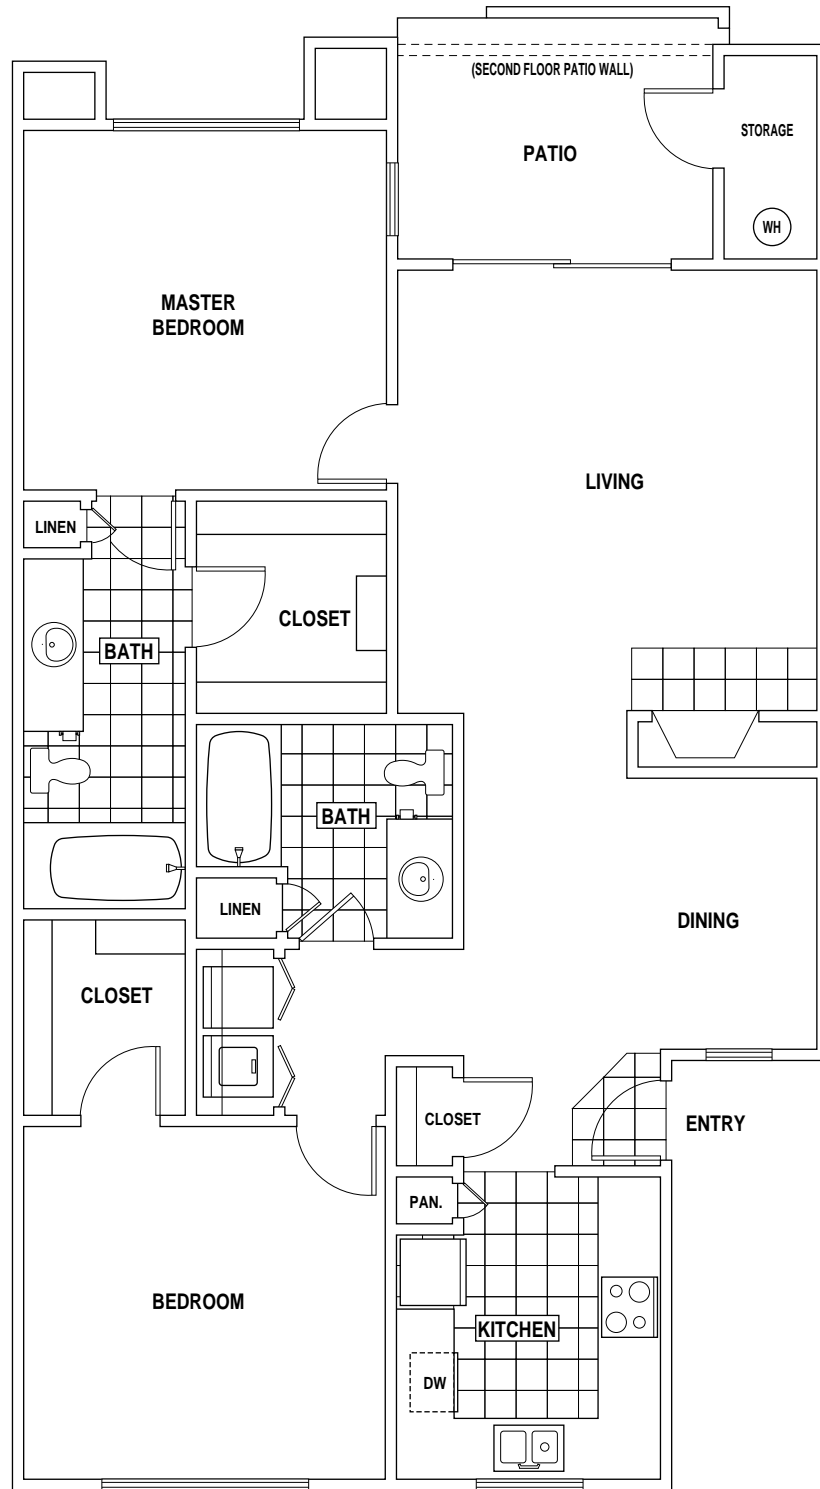 (SECOND FLOOR PATIO WALL)
STORAGE
PATIO
WH
MASTER
BEDROOM
LIVING
LINEN
CLOSET
BATH
BATH
LINEN
DINING
CLOSET
CLOSET
ENTRY
PAN.
BEDROOM
KITCHEN
DW